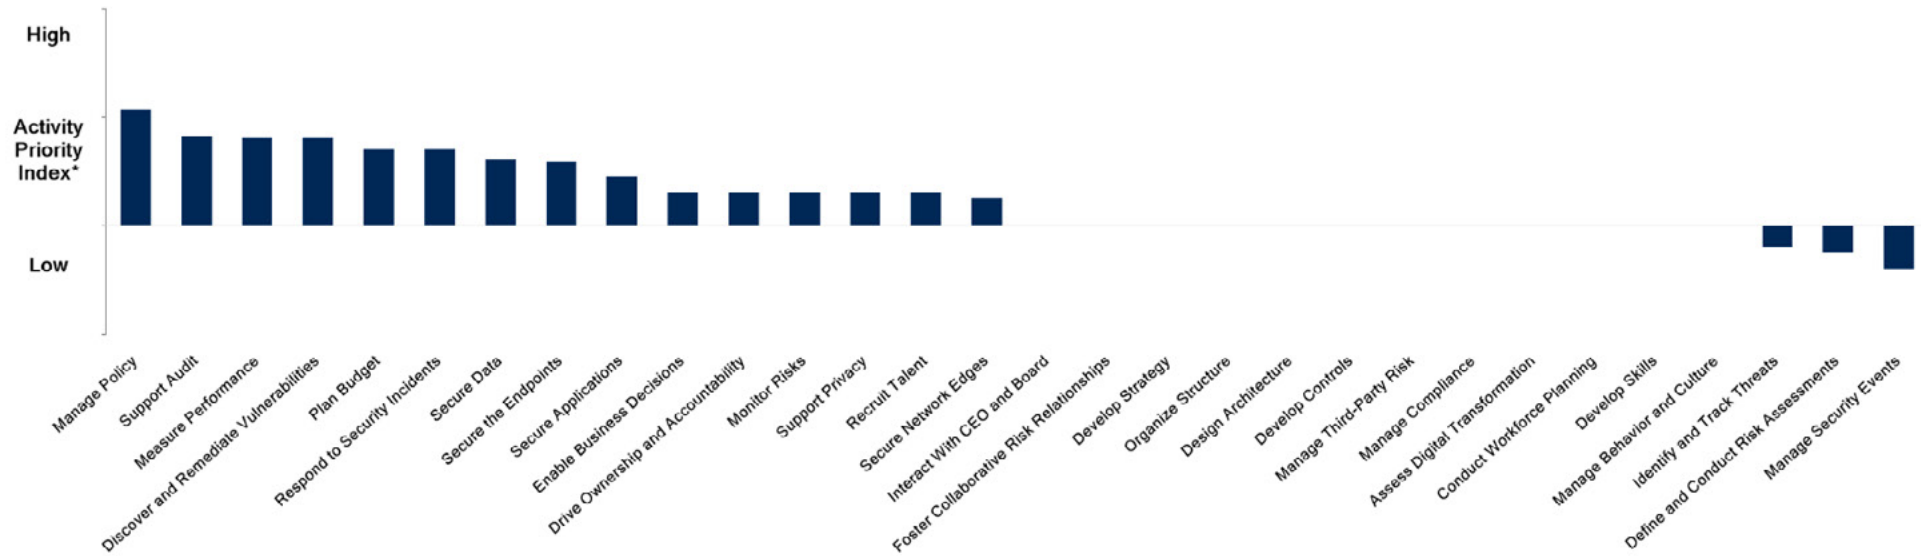 High
Activity
Priority
Index*
Low
Manage Policy
Support Audit
Measure Performance
Discover and Remediate Vulnerabilities
Plan Budget
Respond to Security Incidents
Secure Data
Secure the Endpoints
Secure Applications
Enable Business Decisions
Drive Ownership and Accountability
Monitor Risks
Support Privacy
Recruit Talent
Secure Network Edges
Interact With CEO and Board
Foster Collaborative Risk Relationships
Develop Strategy
Organize Structure
Design Architecture
Develop Controls
Manage Third-Party Risk
Manage Compliance
Assess Digital Transformation
Conduct Workforce Planning
Develop Skills
Manage Behavior and Culture
Identify and Track Threats
Define and Conduct Risk Assessments
Manage Security Events